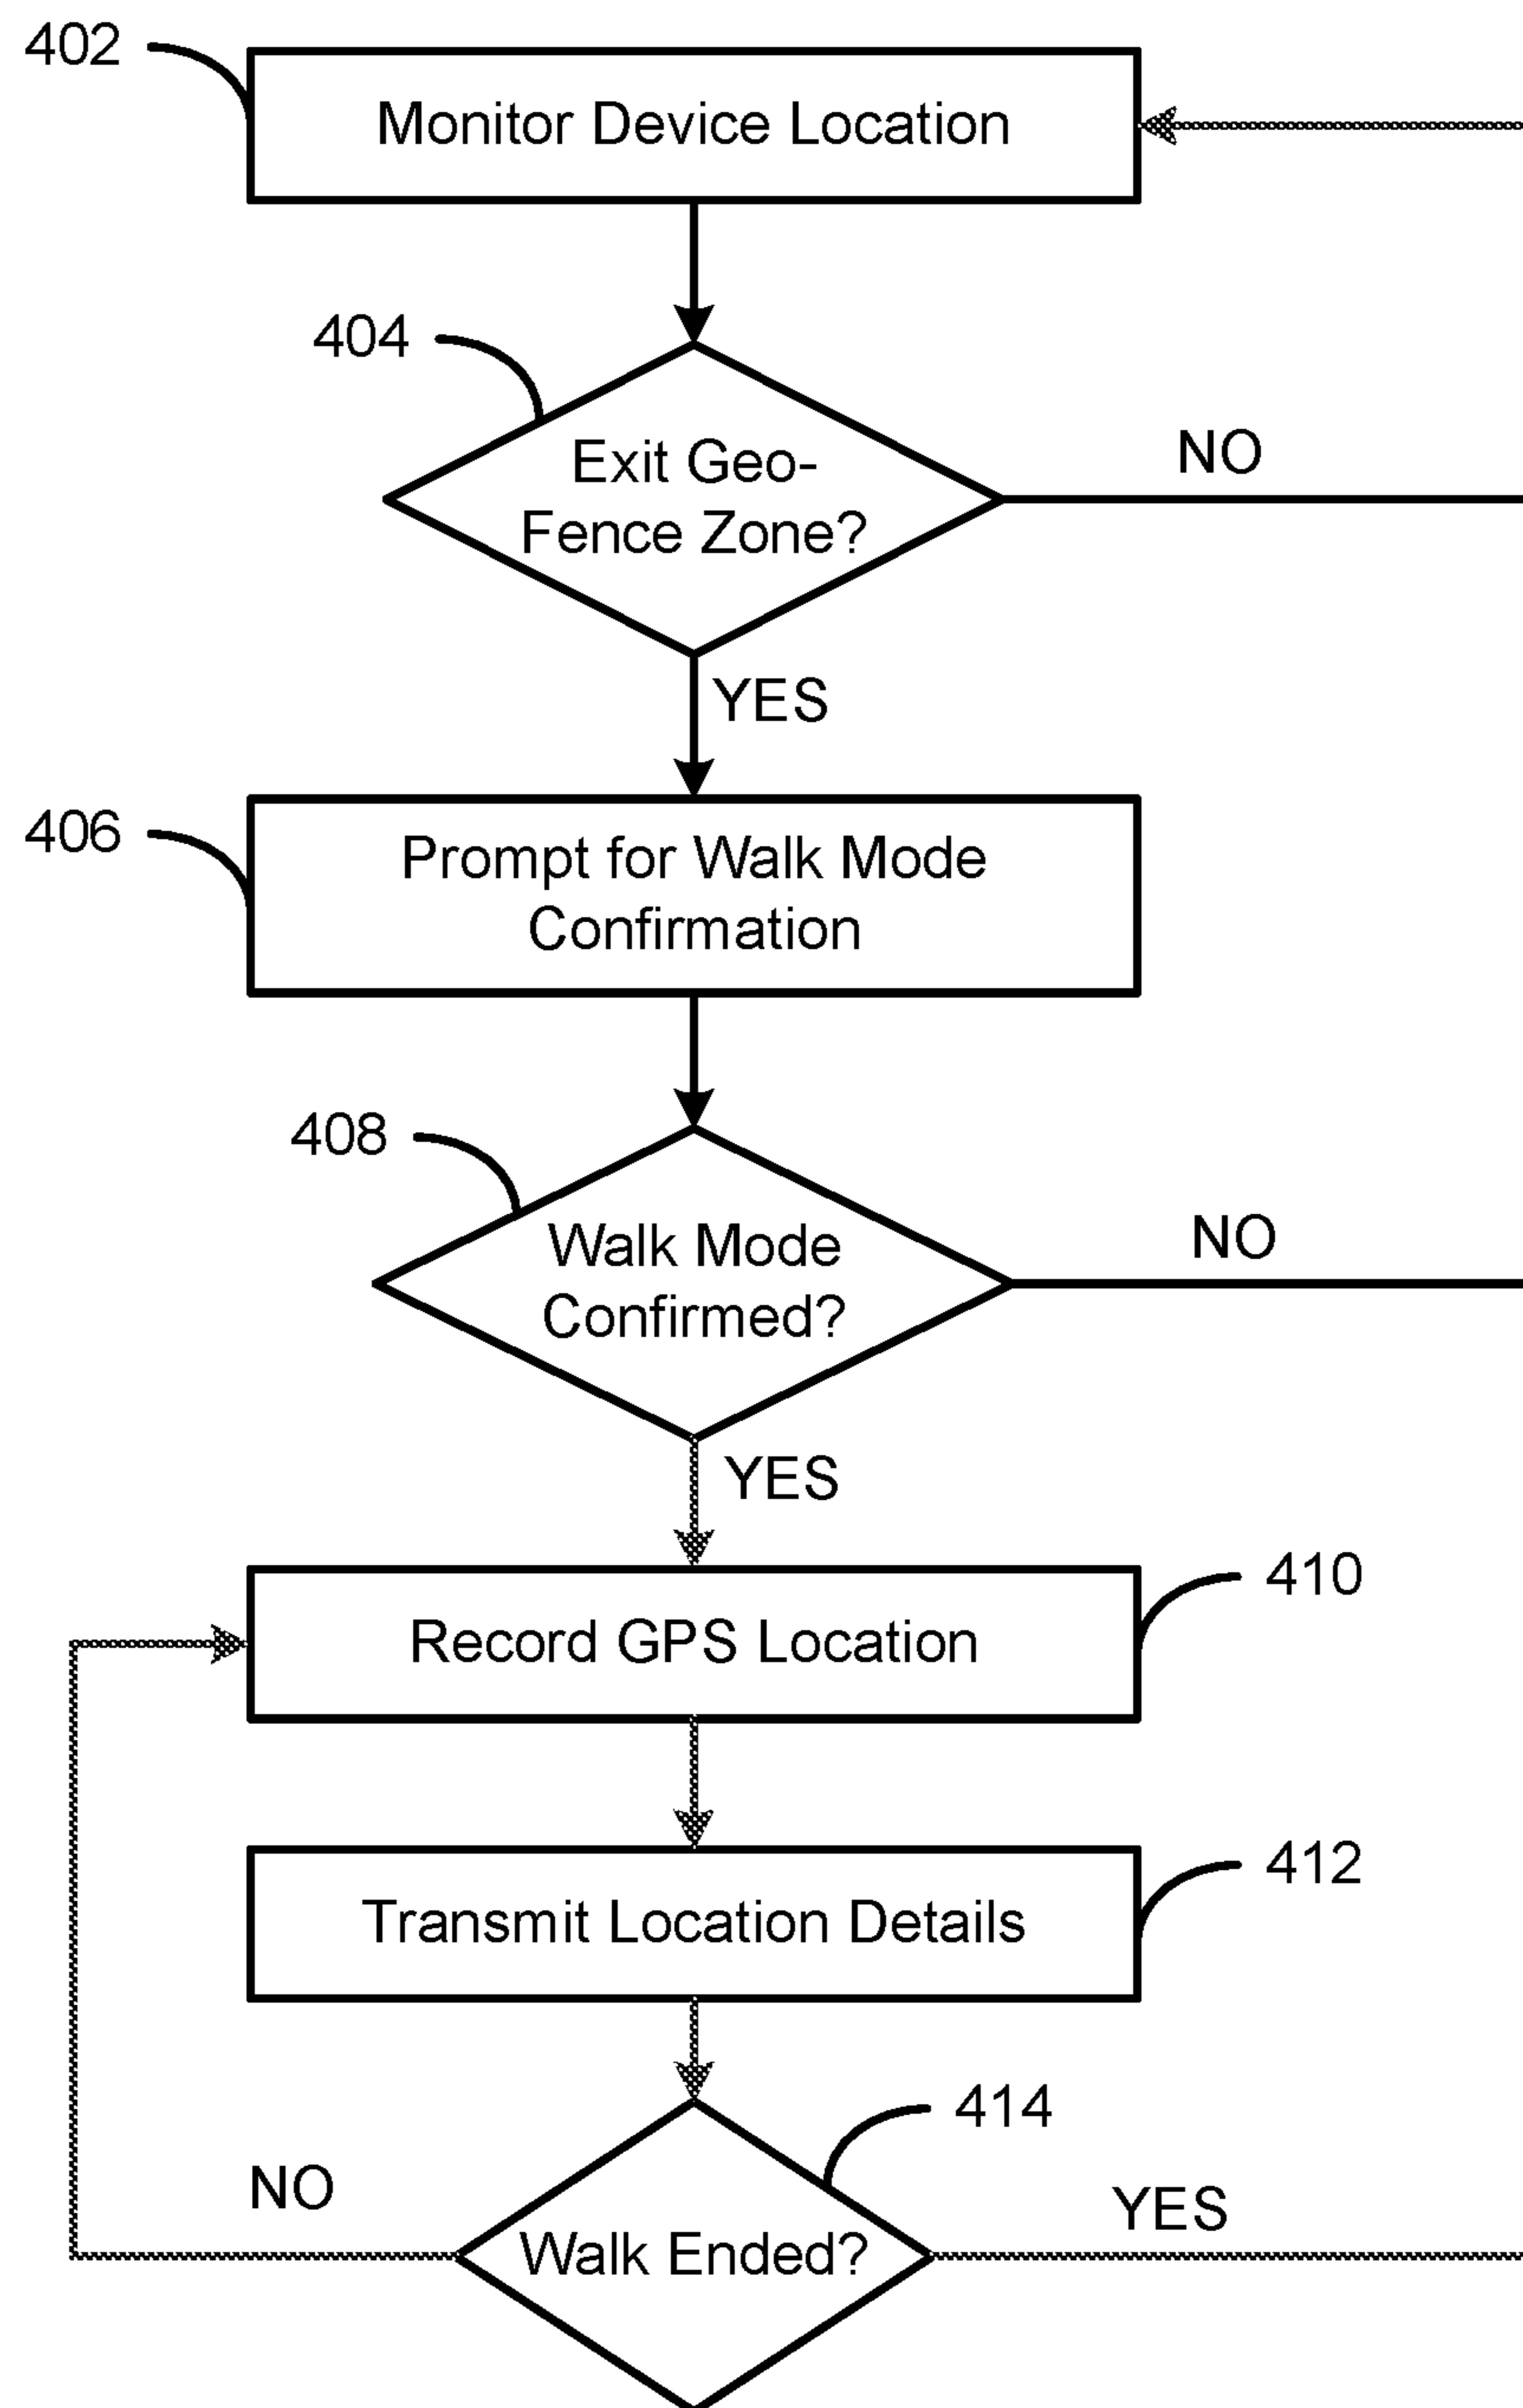 402
Monitor Device Location
404
Exit Geo-
Fence Zone?
NO
YES
406
Prompt for Walk Mode
Confirmation
408
Walk Mode
Confirmed?
NO
YES
410
Record GPS Location
412
Transmit Location Details
414
NO
Walk Ended?
YES